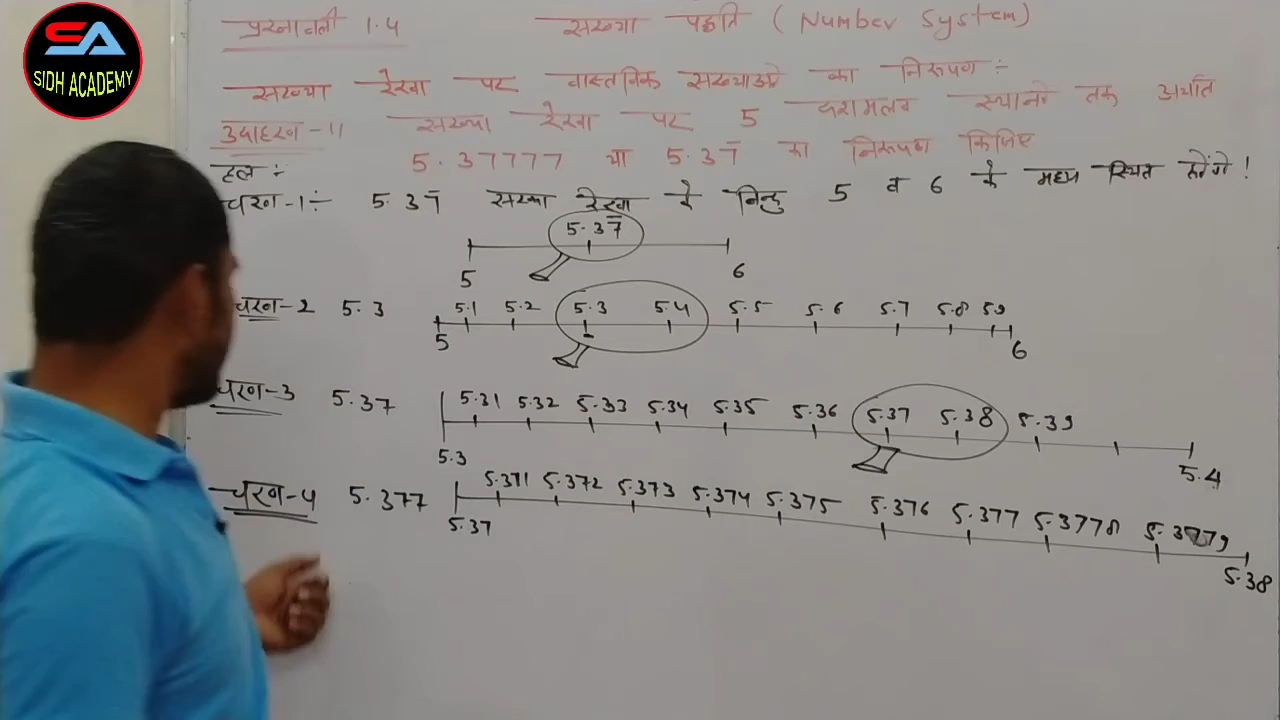 SA
SIDH ACADEMY
प्रश्नावली 1.4 संख्या पद्धति ( Number System )
संख्या रेखा पर वास्तविक संख्याओं का निरूपण :-
उदाहरण - 11 संख्या रेखा पर 5 दशमलव स्थानों तक अर्थात
5.37777 या 5.37̅ का निरूपण किजिए
हल :-
चरण-1 :- 5.37̅ संख्या रेखा के बिन्दु 5 व 6 के मध्य स्थित होंगे !
5.37̅
5 6
चरण-2 5.3 5.1 5.2 5.3 5.4 5.5 5.6 5.7 5.8 5.9
5 6
चरण-3 5.37 5.31 5.32 5.33 5.34 5.35 5.36 5.37 5.38 5.39
5.3 5.4
चरण-4 5.377 5.371 5.372 5.373 5.374 5.375 5.376 5.377 5.3778
5.37 5.38